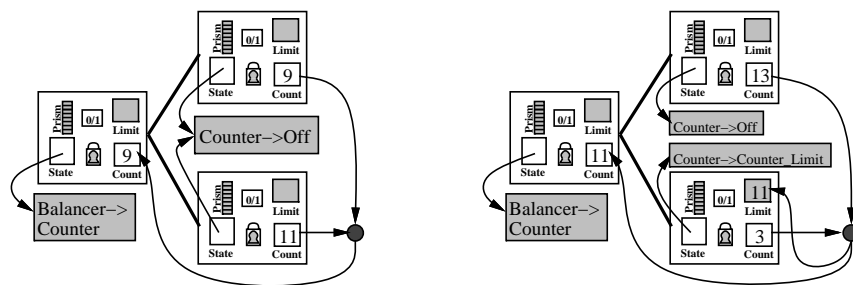 Prism
0/1
Limit
9
State
Count
Prism
0/1
Limit
9
State
Count
Counter->Off
Balancer->
Counter
Prism
0/1
Limit
11
State
Count
Prism
0/1
Limit
13
State
Count
Counter->Off
Prism
0/1
Limit
11
State
Count
Counter->Counter_Limit
Balancer->
Counter
Prism
0/1
11
Limit
3
State
Count